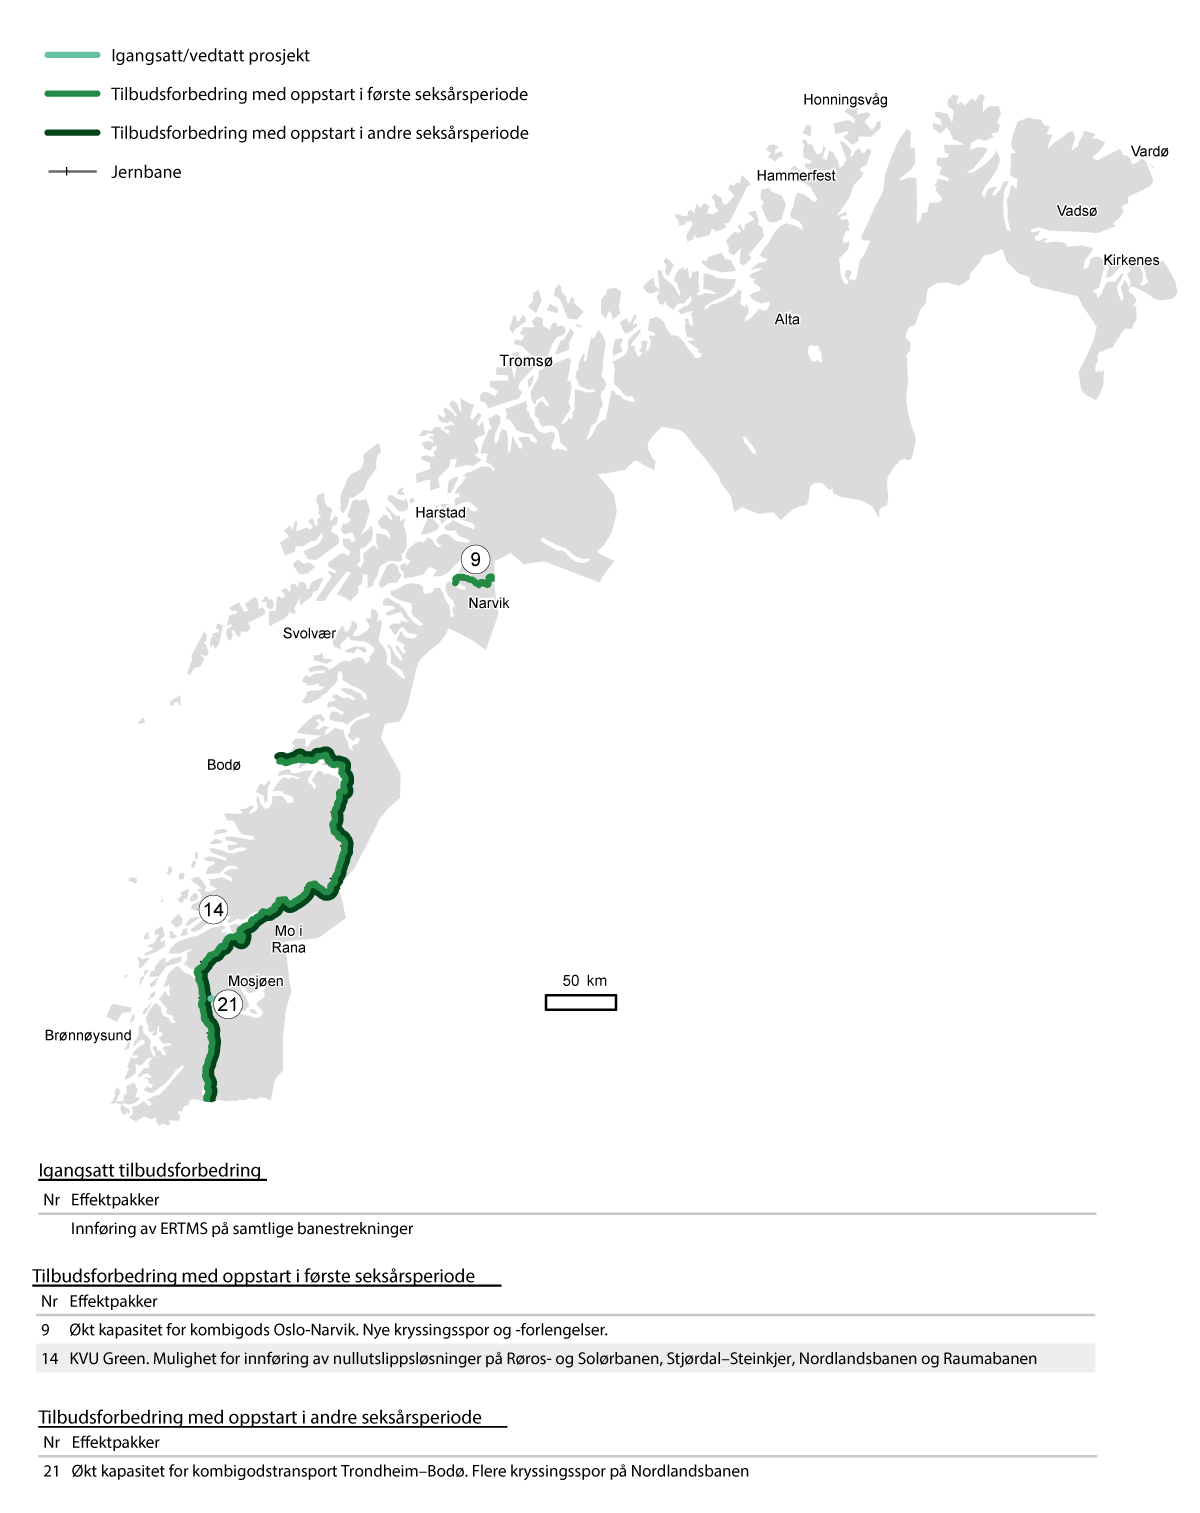 Igangsatt/vedtatt prosjekt
Tilbudsforbedring med oppstart i første seksårsperiode
Tilbudsforbedring med oppstart i andre seksårsperiode
Jernbane
Honningsvåg
Vardø
Hammerfest
Vadsø
Kirkenes
Alta
Tromsø
Harstad
9
Narvik
Svolvær
Bodø
14
Mo i
Rana
Mosjøen
50 km
21
Brønnøysund
Igangsatt tilbudsforbedring
Nr Effektpakker
Innføring av ERTMS på samtlige banestrekninger
Tilbudsforbedring med oppstart i første seksårsperiode
Nr Effektpakker
9 Økt kapasitet for kombigods Oslo-Narvik. Nye kryssingsspor og -forlengelser.
14 KVU Green. Mulighet for innføring av nullutslippsløsninger på Røros- og Solørbanen, Stjørdal–Steinkjer, Nordlandsbanen og Raumabanen
Tilbudsforbedring med oppstart i andre seksårsperiode
Nr Effektpakker
21 Økt kapasitet for kombigodstransport Trondheim–Bodø. Flere kryssingsspor på Nordlandsbanen